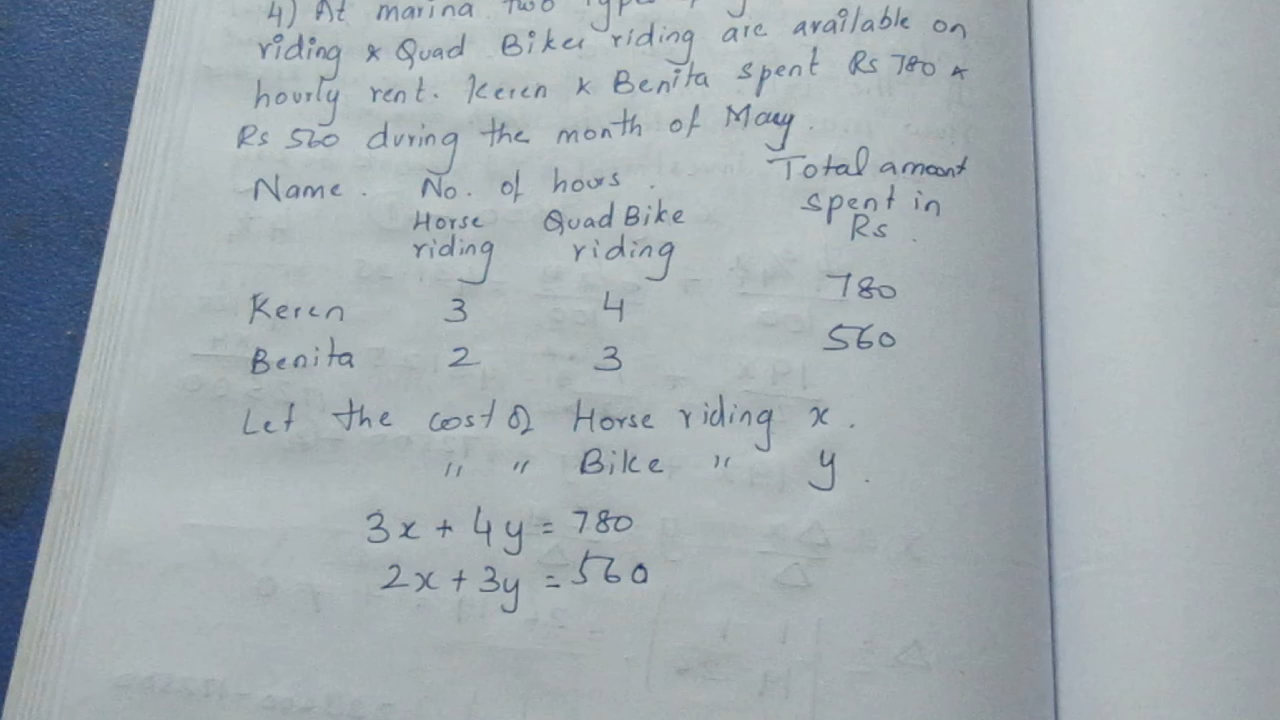 4) At marina two
riding & Quad Biker riding are available on
hourly rent. Keren & Benita spent Rs 780 &
Rs 560 during the month of May.
Name. No. of hours. Total amount
Horse Quad Bike spent in
riding riding Rs.
Keren 3 4 780
Benita 2 3 560
Let the cost of Horse riding x.
" " Bike " y.
3x + 4y = 780
2x + 3y = 560